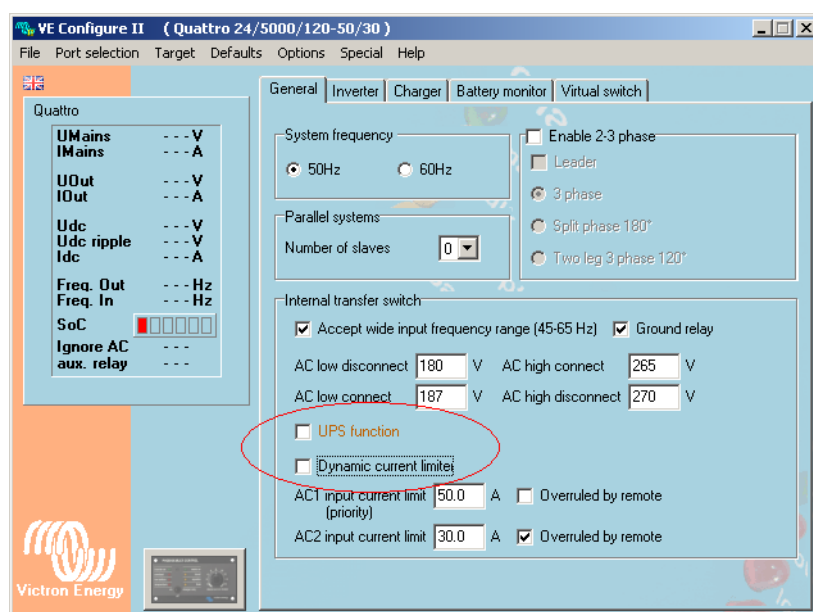 VE Configure II ( Quattro 24/5000/120-50/30 )
File Port selection Target Defaults Options Special Help
General Inverter Charger Battery monitor Virtual switch
Quattro
UMains - - - V
IMains - - - A
UOut - - - V
IOut - - - A
Udc - - - V
Udc ripple - - - V
Idc - - - A
Freq. Out - - - Hz
Freq. In - - - Hz
SoC
Ignore AC - - -
aux. relay - - -
System frequency
50Hz 60Hz
Parallel systems
Number of slaves 0
Enable 2-3 phase
Leader
3 phase
Split phase 180°
Two leg 3 phase 120°
Internal transfer switch
Accept wide input frequency range (45-65 Hz) Ground relay
AC low disconnect 180 V AC high connect 265 V
AC low connect 187 V AC high disconnect 270 V
UPS function
Dynamic current limiter
AC1 input current limit 50.0 A Overruled by remote
(priority)
AC2 input current limit 30.0 A Overruled by remote
Victron Energy